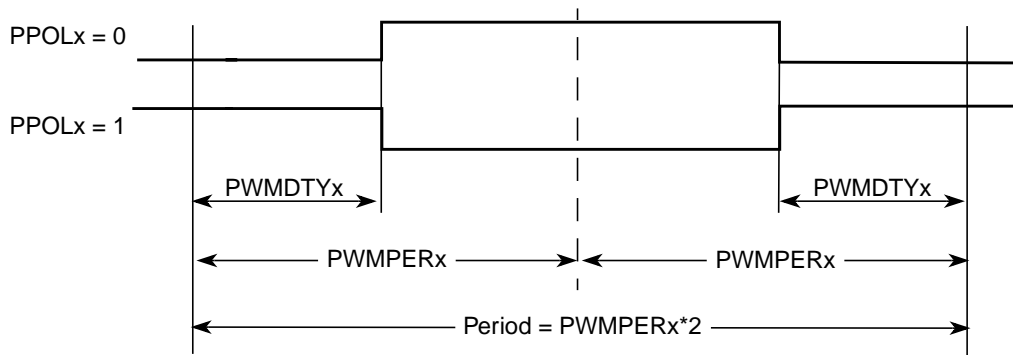 PPOLx = 0
PPOLx = 1
PWMDTYx
PWMDTYx
PWMPERx
PWMPERx
Period = PWMPERx*2